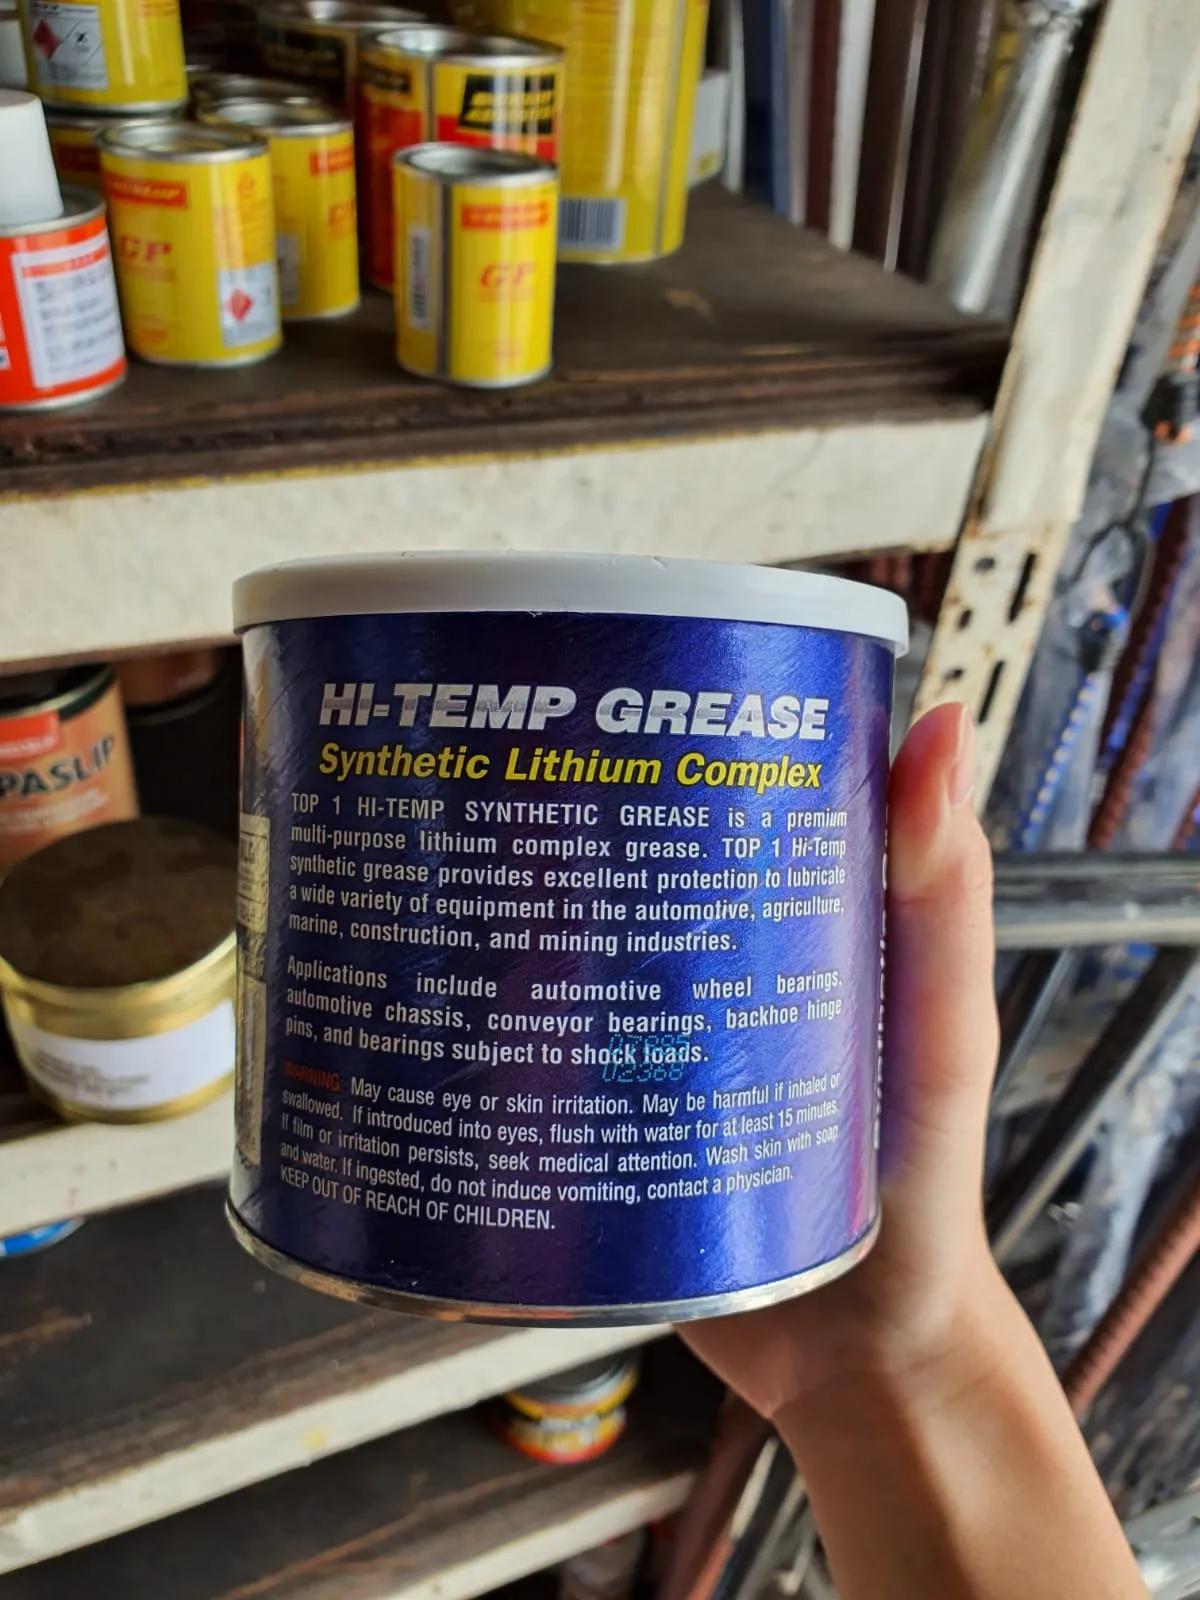 DUNLOP
GP
GP
GP
PASLIP
HI-TEMP GREASE
Synthetic Lithium Complex
TOP 1 HI-TEMP SYNTHETIC GREASE is a premium
multi-purpose lithium complex grease. TOP 1 Hi-Temp
synthetic grease provides excellent protection to lubricate
a wide variety of equipment in the automotive, agriculture,
marine, construction, and mining industries.
Applications include automotive wheel bearings,
automotive chassis, conveyor bearings, backhoe hinge
pins, and bearings subject to shock loads.
02368
WARNING: May cause eye or skin irritation. May be harmful if inhaled or
swallowed. If introduced into eyes, flush with water for at least 15 minutes.
If film or irritation persists, seek medical attention. Wash skin with soap
and water. If ingested, do not induce vomiting, contact a physician.
KEEP OUT OF REACH OF CHILDREN.